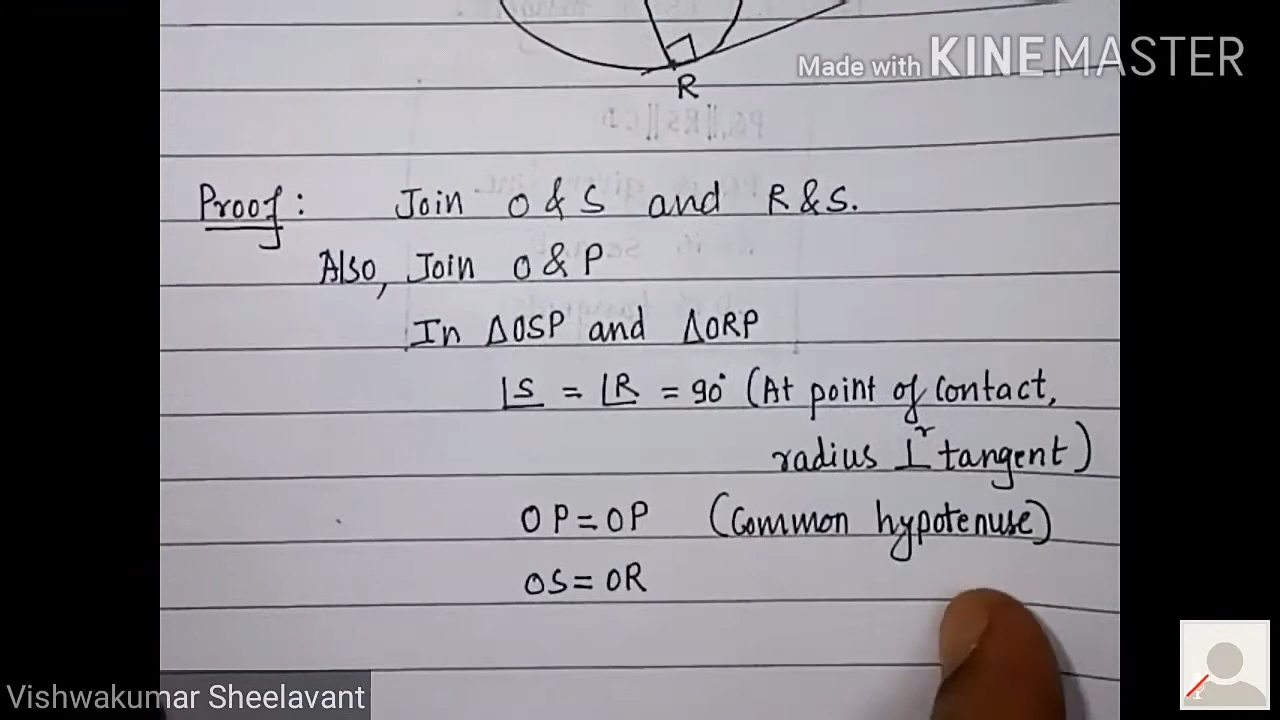 Made with KINEMASTER
R
Proof: Join O & S and R & S.
Also, Join O & P
In ΔOSP and ΔORP
∠S = ∠R = 90° (At point of contact,
radius ⊥r tangent)
OP = OP (Common hypotenuse)
OS = OR
Vishwakumar Sheelavant